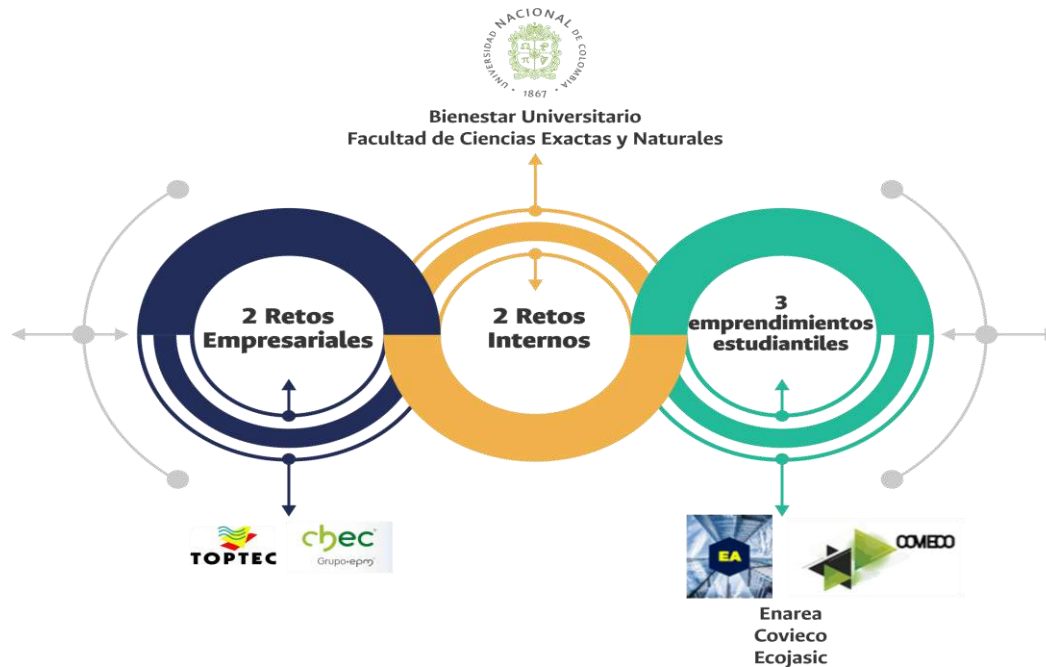 UNIVERSIDAD NACIONAL DE COLOMBIA
· 1867 ·
Bienestar Universitario
Facultad de Ciencias Exactas y Naturales
2 Retos
Empresariales
2 Retos
Internos
3
emprendimientos
estudiantiles
TOPTEC
chec
Grupo·epm
EA
COVIECO
Enarea
Covieco
Ecojasic